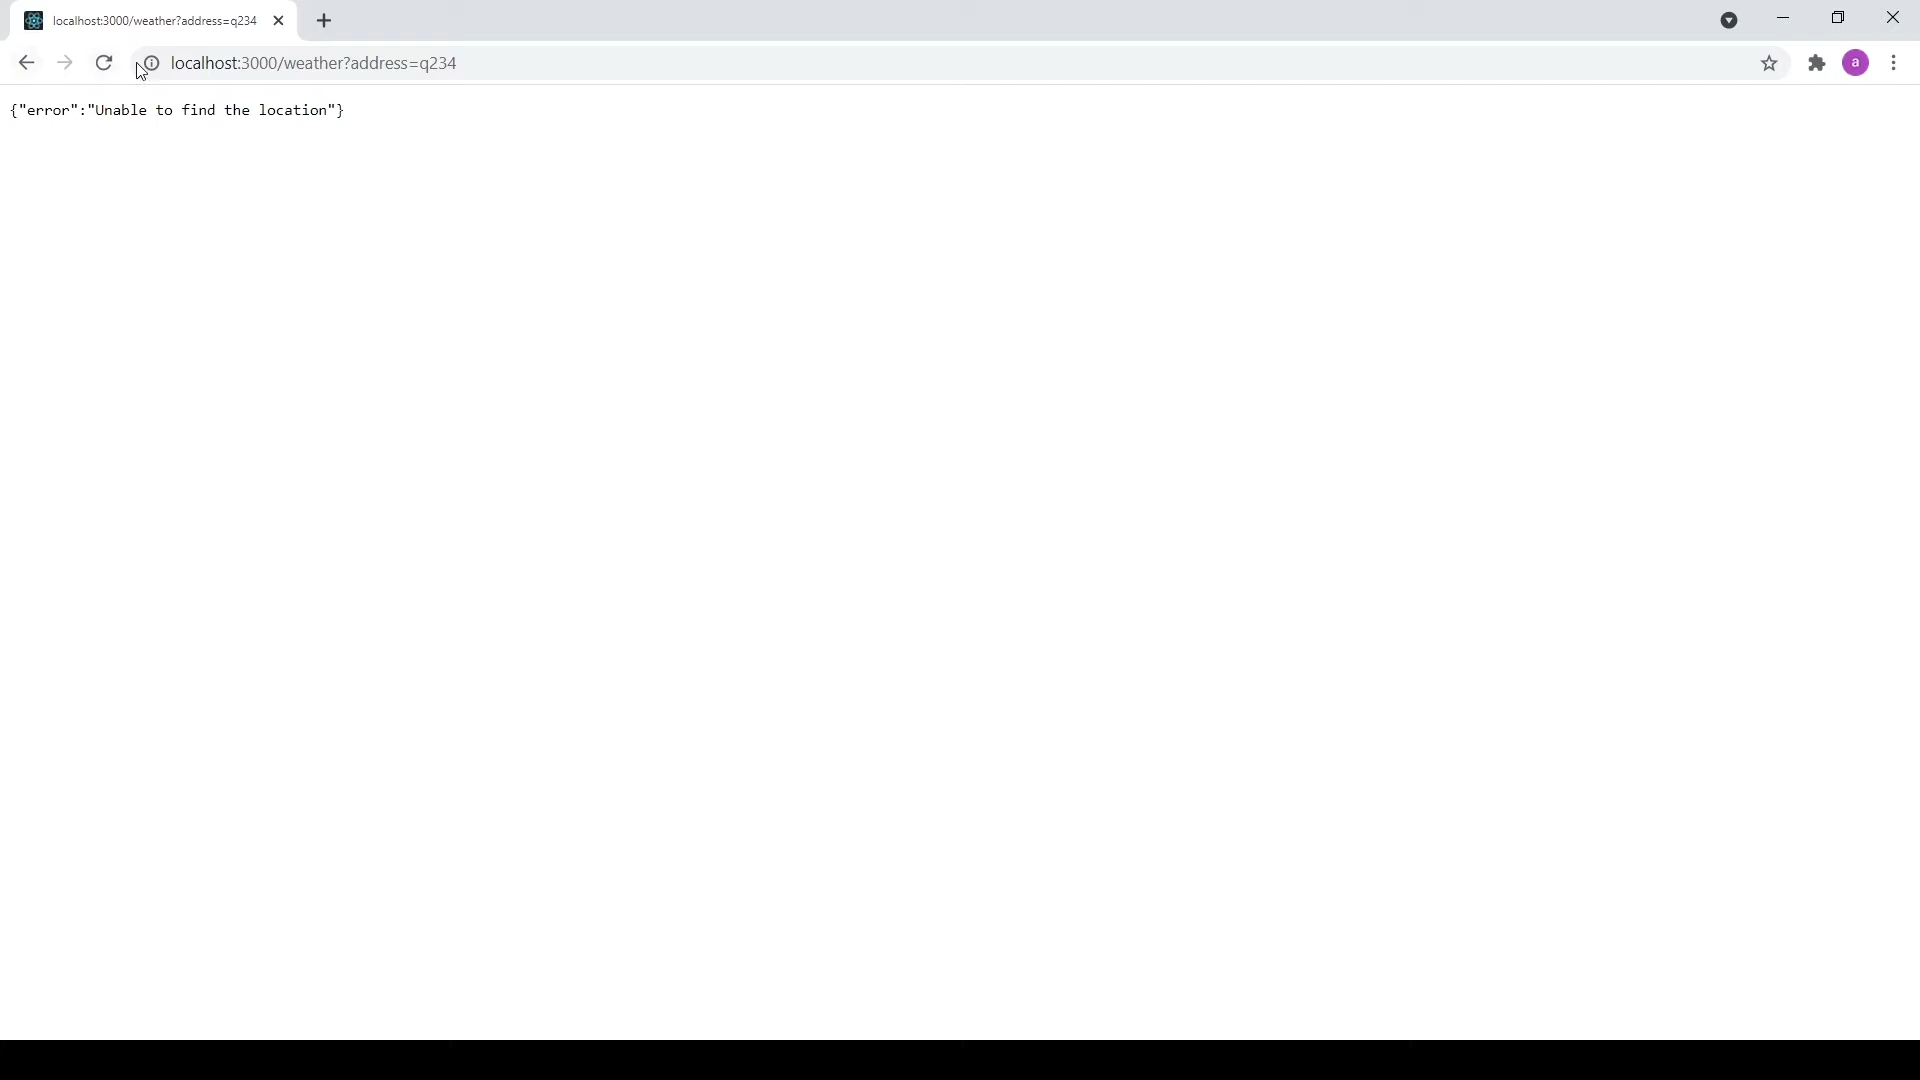 localhost:3000/weather?address=q234
localhost:3000/weather?address=q234
a
{"error":"Unable to find the location"}